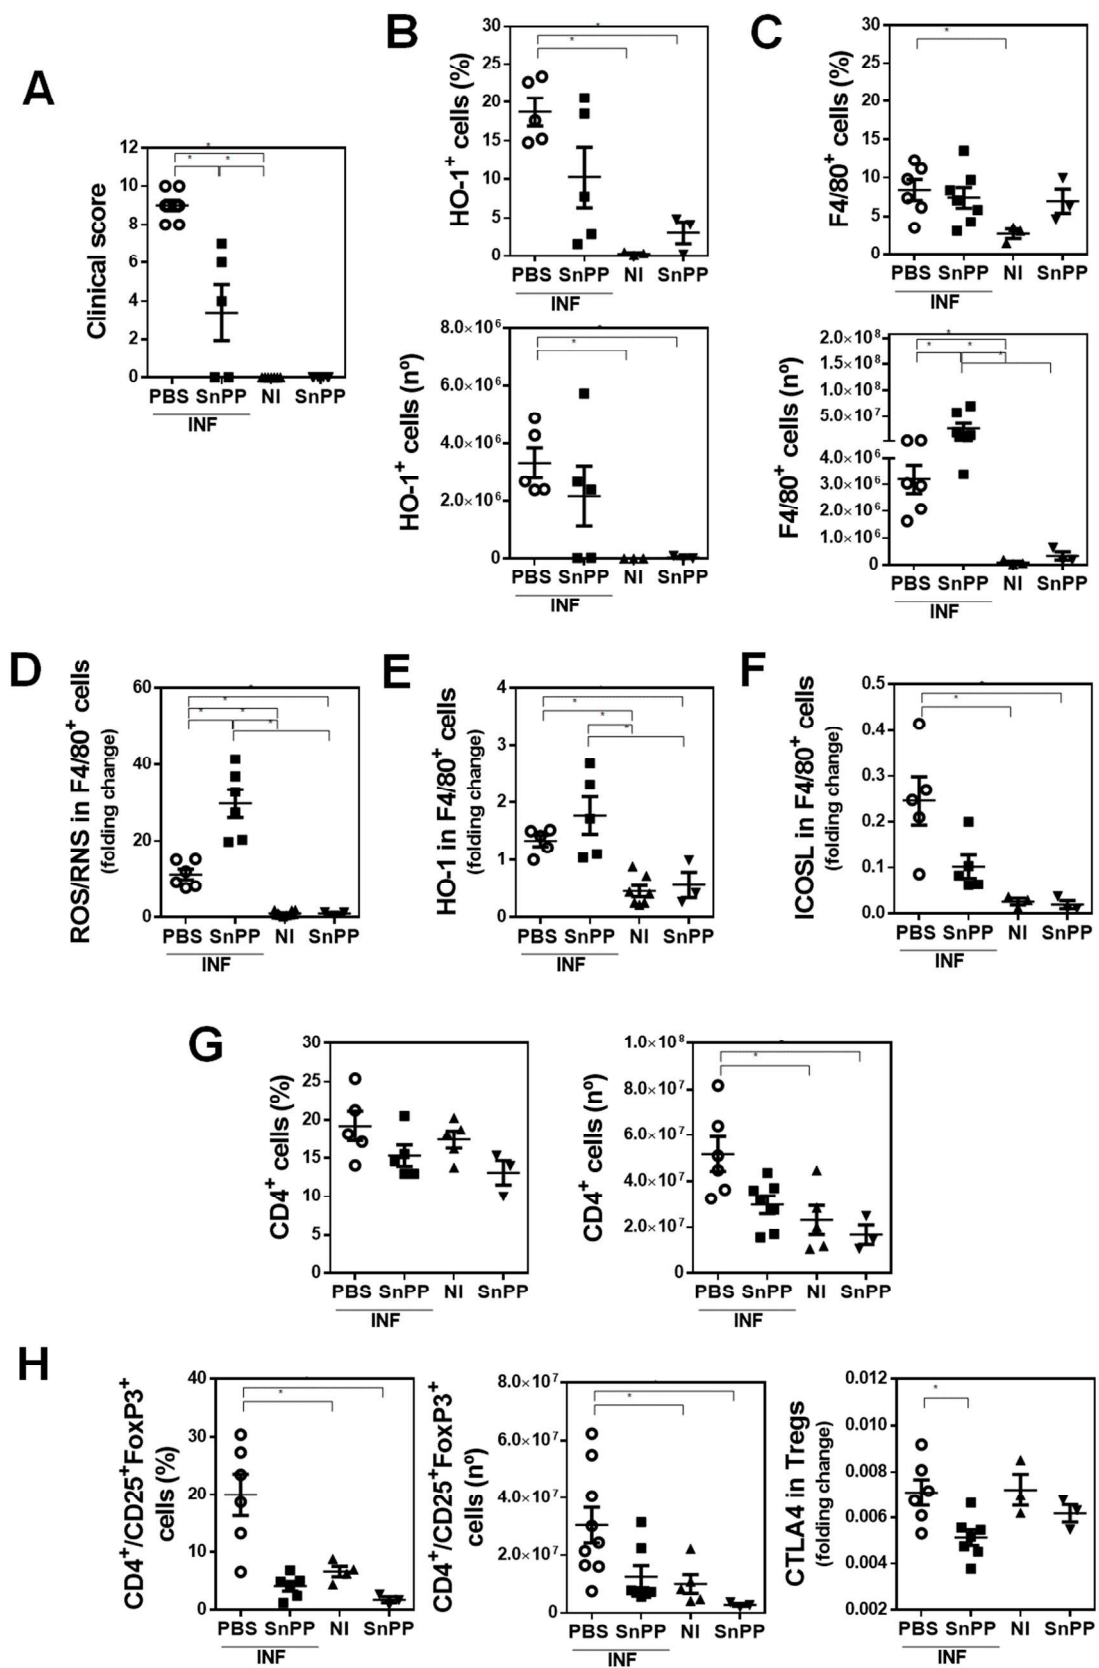 A
Clinical score
12
10
8
6
4
2
0
PBS SnPP NI SnPP
INF
B
HO-1+ cells (%)
30
25
20
15
10
5
0
PBS SnPP NI SnPP
INF
HO-1+ cells (nº)
8.0×10^6
6.0×10^6
4.0×10^6
2.0×10^6
0
PBS SnPP NI SnPP
INF
C
F4/80+ cells (%)
30
25
20
15
10
5
0
PBS SnPP NI SnPP
INF
F4/80+ cells (nº)
2.0×10^8
1.5×10^8
1.0×10^8
5.0×10^7
4.0×10^6
3.0×10^6
2.0×10^6
1.0×10^6
0
PBS SnPP NI SnPP
INF
D
ROS/RNS in F4/80+ cells
(folding change)
60
40
20
0
PBS SnPP NI SnPP
INF
E
HO-1 in F4/80+ cells
(folding change)
4
3
2
1
0
PBS SnPP NI SnPP
INF
F
ICOSL in F4/80+ cells
(folding change)
0.5
0.4
0.3
0.2
0.1
0.0
PBS SnPP NI SnPP
INF
G
CD4+ cells (%)
30
25
20
15
10
5
0
PBS SnPP NI SnPP
INF
CD4+ cells (nº)
1.0×10^8
8.0×10^7
6.0×10^7
4.0×10^7
2.0×10^7
0
PBS SnPP NI SnPP
INF
H
CD4+/CD25+FoxP3+
cells (%)
40
30
20
10
0
PBS SnPP NI SnPP
INF
CD4+/CD25+FoxP3+
cells (nº)
8.0×10^7
6.0×10^7
4.0×10^7
2.0×10^7
0
PBS SnPP NI SnPP
INF
CTLA4 in Tregs
(folding change)
0.012
0.010
0.008
0.006
0.004
0.002
PBS SnPP NI SnPP
INF